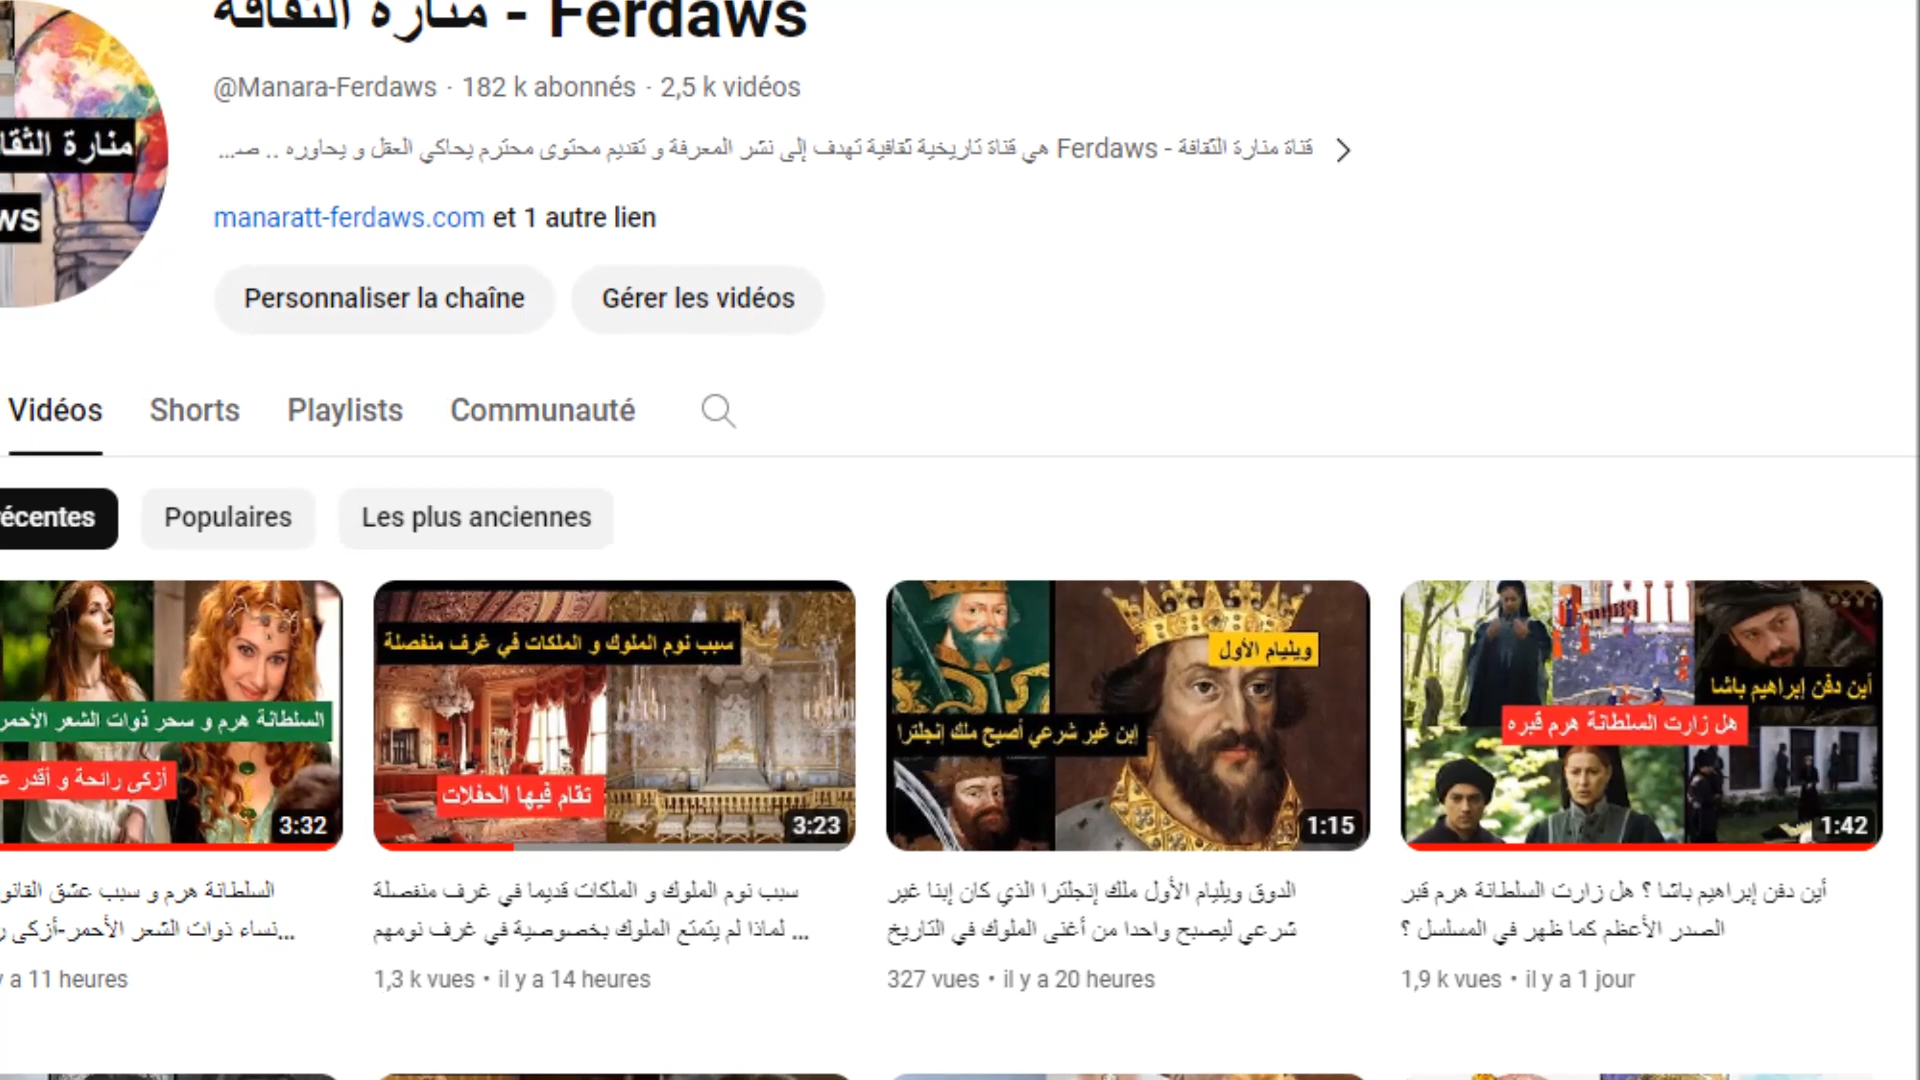 منارة الثقافة - Ferdaws
@Manara-Ferdaws · 182 k abonnés · 2,5 k vidéos
قناة منارة الثقافة - Ferdaws هي قناة تاريخية ثقافية تهدف إلى نشر المعرفة و تقديم محتوى محترم يحاكي العقل و يحاوره .. صـ...
منارة الثقا
ws
manaratt-ferdaws.com et 1 autre lien
Personnaliser la chaîne
Gérer les vidéos
Vidéos
Shorts
Playlists
Communauté
écentes
Populaires
Les plus anciennes
السلطانة هرم و سحر ذوات الشعر الأحمر
أزكى رائحة و أقدر عـ
3:32
سبب نوم الملوك و الملكات في غرف منفصلة
تقام فيها الحفلات
3:23
ويليام الأول
إبن غير شرعي أصبح ملك إنجلترا
1:15
أين دفن إبراهيم باشا
هل زارت السلطانة هرم قبره
1:42
السلطانة هرم و سبب عشق القانو
نساء ذوات الشعر الأحمر-أزكى ر...
y a 11 heures
سبب نوم الملوك و الملكات قديما في غرف منفصلة
لماذا لم يتمتع الملوك بخصوصية في غرف نومهم ...
1,3 k vues • il y a 14 heures
الدوق ويليام الأول ملك إنجلترا الذي كان إبنا غير
شرعي ليصبح واحدا من أغنى الملوك في التاريخ
327 vues • il y a 20 heures
أين دفن إبراهيم باشا ؟ هل زارت السلطانة هرم قبر
الصدر الأعظم كما ظهر في المسلسل ؟
1,9 k vues • il y a 1 jour